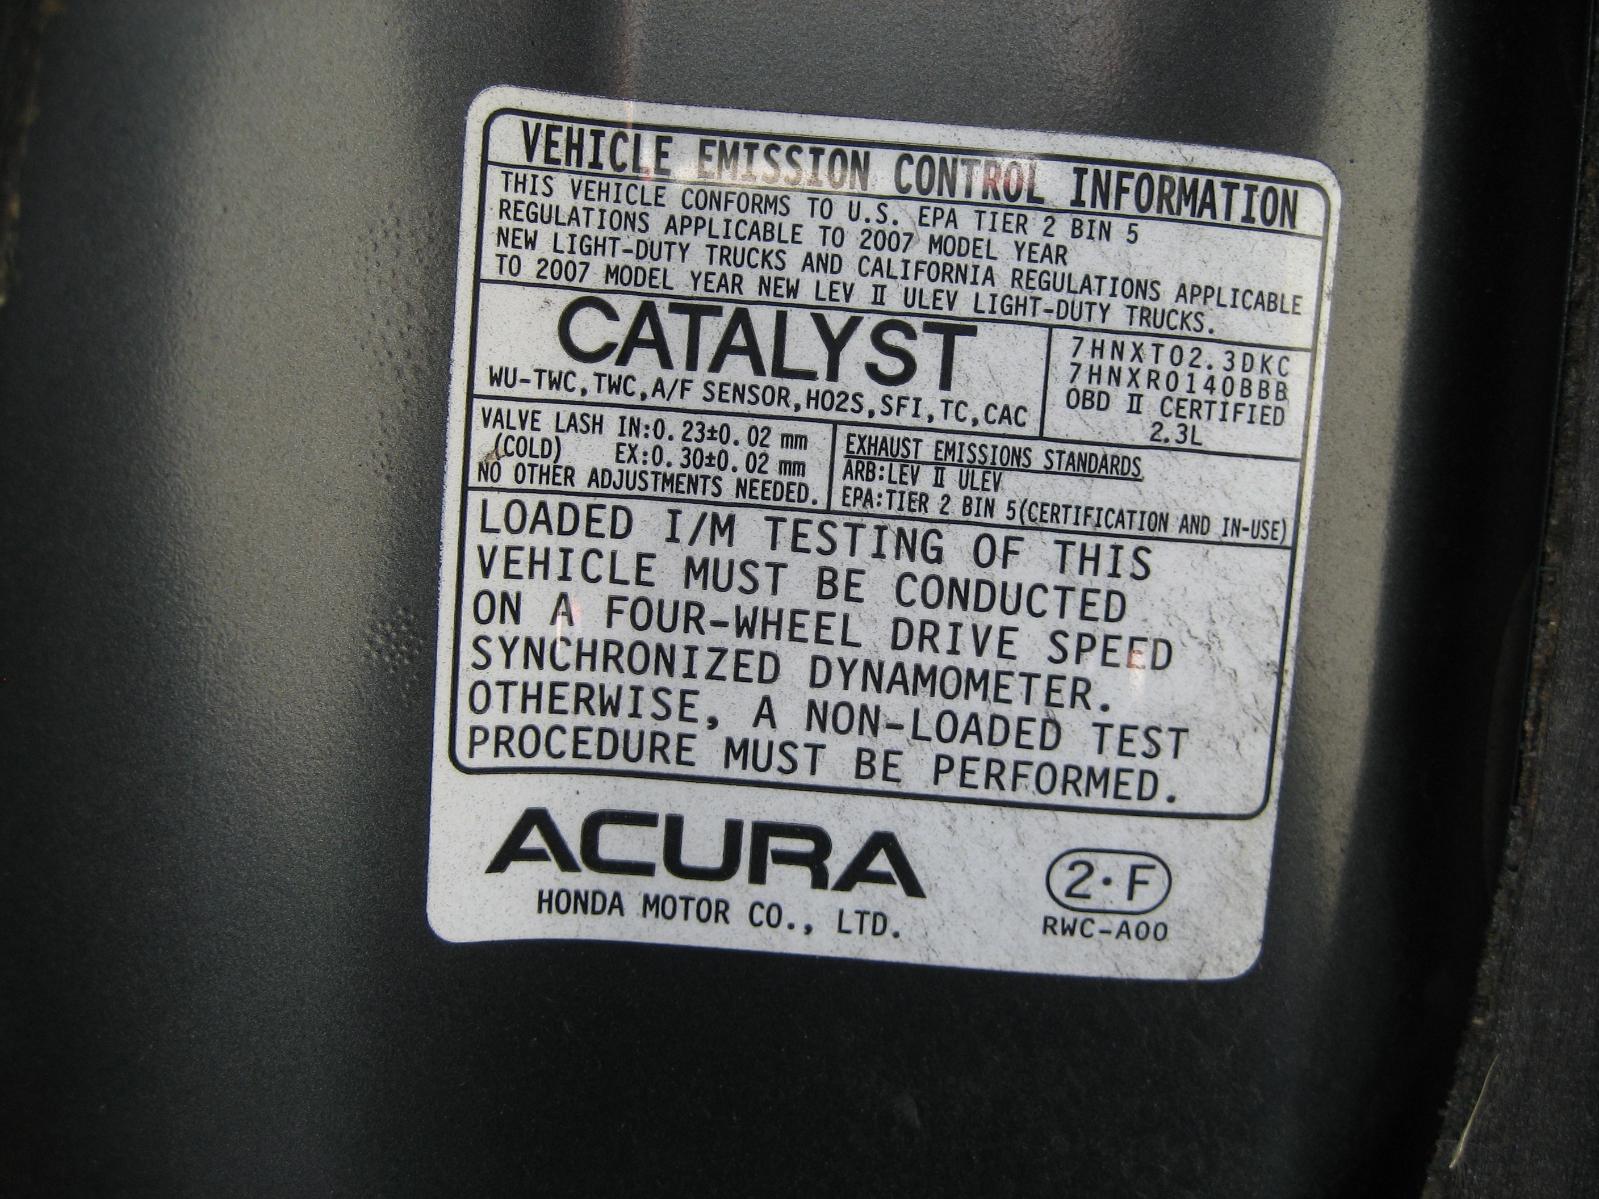 VEHICLE EMISSION CONTROL INFORMATION
THIS VEHICLE CONFORMS TO U.S. EPA TIER 2 BIN 5
REGULATIONS APPLICABLE TO 2007 MODEL YEAR
NEW LIGHT-DUTY TRUCKS AND CALIFORNIA REGULATIONS APPLICABLE
TO 2007 MODEL YEAR NEW LEV II ULEV LIGHT-DUTY TRUCKS.
CATALYST
WU-TWC,TWC,A/F SENSOR,HO2S,SFI,TC,CAC
7HNXT02.3DKC
7HNXR0140BBB
OBD II CERTIFIED
2.3L
VALVE LASH IN:0.23±0.02 mm
(COLD) EX:0.30±0.02 mm
NO OTHER ADJUSTMENTS NEEDED.
EXHAUST EMISSIONS STANDARDS
ARB:LEV II ULEV
EPA:TIER 2 BIN 5(CERTIFICATION AND IN-USE)
LOADED I/M TESTING OF THIS
VEHICLE MUST BE CONDUCTED
ON A FOUR-WHEEL DRIVE SPEED
SYNCHRONIZED DYNAMOMETER.
OTHERWISE, A NON-LOADED TEST
PROCEDURE MUST BE PERFORMED.
ACURA
HONDA MOTOR CO., LTD.
2·F
RWC-A00